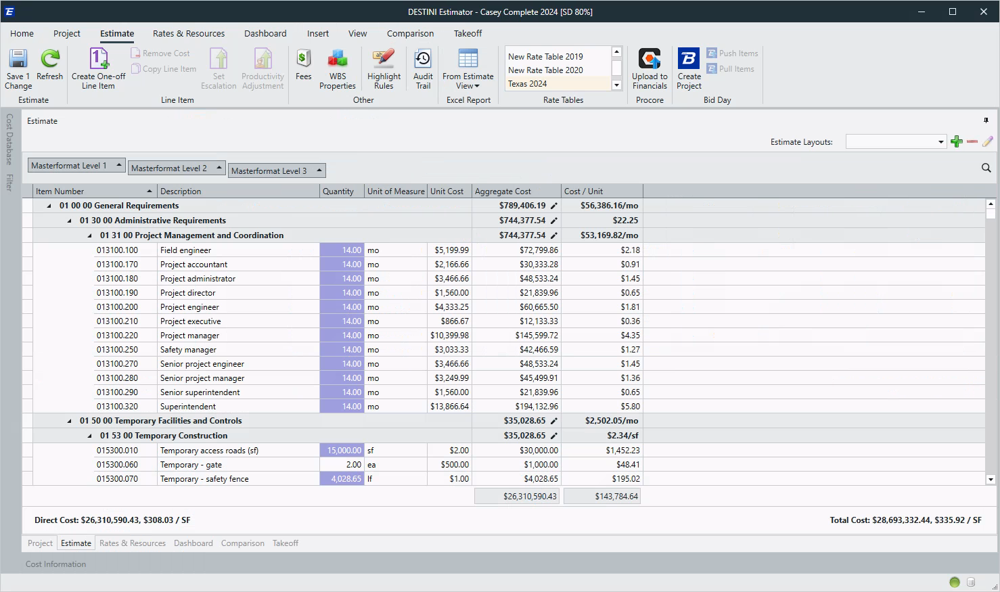 DESTINI Estimator - Casey Complete 2024 [SD 80%]
Home Project Estimate Rates & Resources Dashboard Insert View Comparison Takeoff
Save 1 Change
Refresh
Estimate
Create One-off Line Item
Remove Cost
Copy Line Item
Set Escalation
Productivity Adjustment
Line Item
Fees
WBS Properties
Highlight Rules
Audit Trail
Other
From Estimate View
Excel Report
New Rate Table 2019
New Rate Table 2020
Texas 2024
Rate Tables
Upload to Financials
Procore
Create Project
Push Items
Pull Items
Bid Day
Cost Database
Filter
Estimate
Estimate Layouts:
Masterformat Level 1
Masterformat Level 2
Masterformat Level 3
Item Number Description Quantity Unit of Measure Unit Cost Aggregate Cost Cost / Unit
01 00 00 General Requirements $789,406.19 $56,386.16/mo
01 30 00 Administrative Requirements $744,377.54 $22.25
01 31 00 Project Management and Coordination $744,377.54 $53,169.82/mo
013100.100 Field engineer 14.00 mo $5,199.99 $72,799.86 $2.18
013100.170 Project accountant 14.00 mo $2,166.66 $30,333.28 $0.91
013100.180 Project administrator 14.00 mo $3,466.66 $48,533.24 $1.45
013100.190 Project director 14.00 mo $1,560.00 $21,839.96 $0.65
013100.200 Project engineer 14.00 mo $4,333.25 $60,665.50 $1.81
013100.210 Project executive 14.00 mo $866.67 $12,133.33 $0.36
013100.220 Project manager 14.00 mo $10,399.98 $145,599.72 $4.35
013100.250 Safety manager 14.00 mo $3,033.33 $42,466.59 $1.27
013100.270 Senior project engineer 14.00 mo $3,466.66 $48,533.24 $1.45
013100.280 Senior project manager 14.00 mo $3,249.99 $45,499.91 $1.36
013100.290 Senior superintendent 14.00 mo $1,560.00 $21,839.96 $0.65
013100.320 Superintendent 14.00 mo $13,866.64 $194,132.96 $5.80
01 50 00 Temporary Facilities and Controls $35,028.65 $2,502.05/mo
01 53 00 Temporary Construction $35,028.65 $2.34/sf
015300.010 Temporary access roads (sf) 15,000.00 sf $2.00 $30,000.00 $1,452.23
015300.060 Temporary - gate 2.00 ea $500.00 $1,000.00 $48.41
015300.070 Temporary - safety fence 4,028.65 lf $1.00 $4,028.65 $195.02
$26,310,590.43 $143,784.64
Direct Cost: $26,310,590.43, $308.03 / SF
Total Cost: $28,693,332.44, $335.92 / SF
Project Estimate Rates & Resources Dashboard Comparison Takeoff
Cost Information